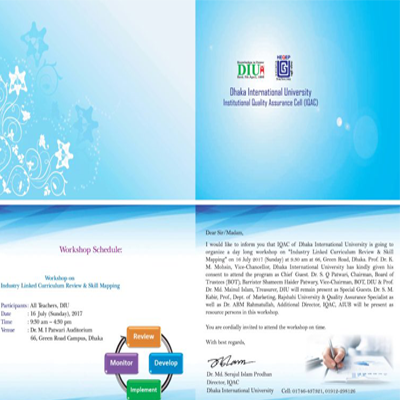 DIU
Dhaka International University
Institutional Quality Assurance Cell (IQAC)
Workshop Schedule:
Workshop on
Industry Linked Curriculum Review & Skill Mapping
Participants : All Teachers, DIU
Date : 16 July (Sunday), 2017
Time : 9:30 am – 4:30 pm
Venue : Dr. M. I Patwari Auditorium
66, Green Road Campus, Dhaka
Review
Monitor
Develop
Implement
Dear Sir/Madam,
I would like to inform you that IQAC of Dhaka International University is going to
organize a day long workshop on "Industry Linked Curriculum Review & Skill
Mapping" on 16 July 2017 (Sunday) at 9.30 am at 66, Green Road, Dhaka. Prof. Dr. K.
M. Mohsin, Vice-Chancellor, Dhaka International University has kindly given his
consent to attend the program as Chief Guest. Dr. S. Q Patwari, Chairman, Board of
Trustees (BOT), Barrister Shameem Haider Patwary, Vice-Chairman, BOT, DIU & Prof
Dr. Md. Mainul Islam, Treasurer, DIU will remain present as Special Guests. Dr. S. M.
Kabir, Prof., Dept. of Marketing, Rajshahi University & Quality Assurance Specialist as
well as Dr. ABM Rahmatullah, Additional Director, IQAC, AIUB will be present as
resource persons in this workshop.
You are cordially invited to attend the workshop on time.
With best regards,
Dr. Md. Serajul Islam Prodhan
Director, IQAC
Dhaka International University Cell: